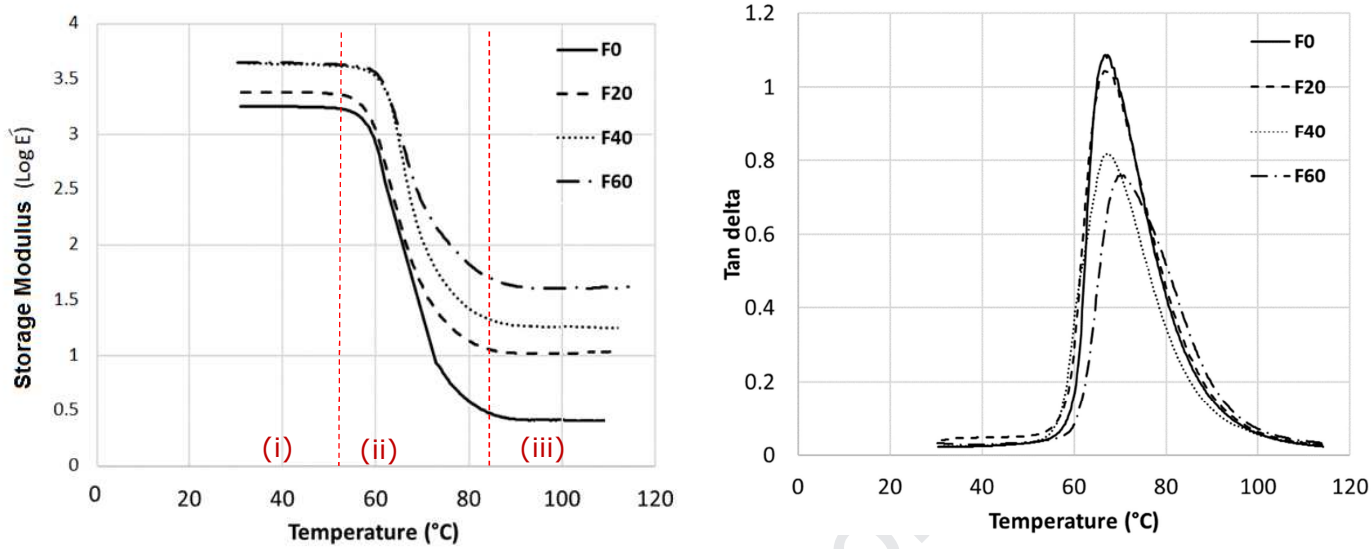 4
3.5
3
2.5
2
1.5
1
0.5
0
Storage Modulus (Log É)
F0
F20
F40
F60
(i)
(ii)
(iii)
0 20 40 60 80 100 120
Temperature (°C)
1.2
1
0.8
0.6
0.4
0.2
0
Tan delta
F0
F20
F40
F60
0 20 40 60 80 100 120
Temperature (°C)